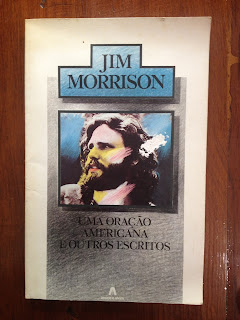 JIM
MORRISON
UMA ORAÇÃO
AMERICANA
E OUTROS ESCRITOS